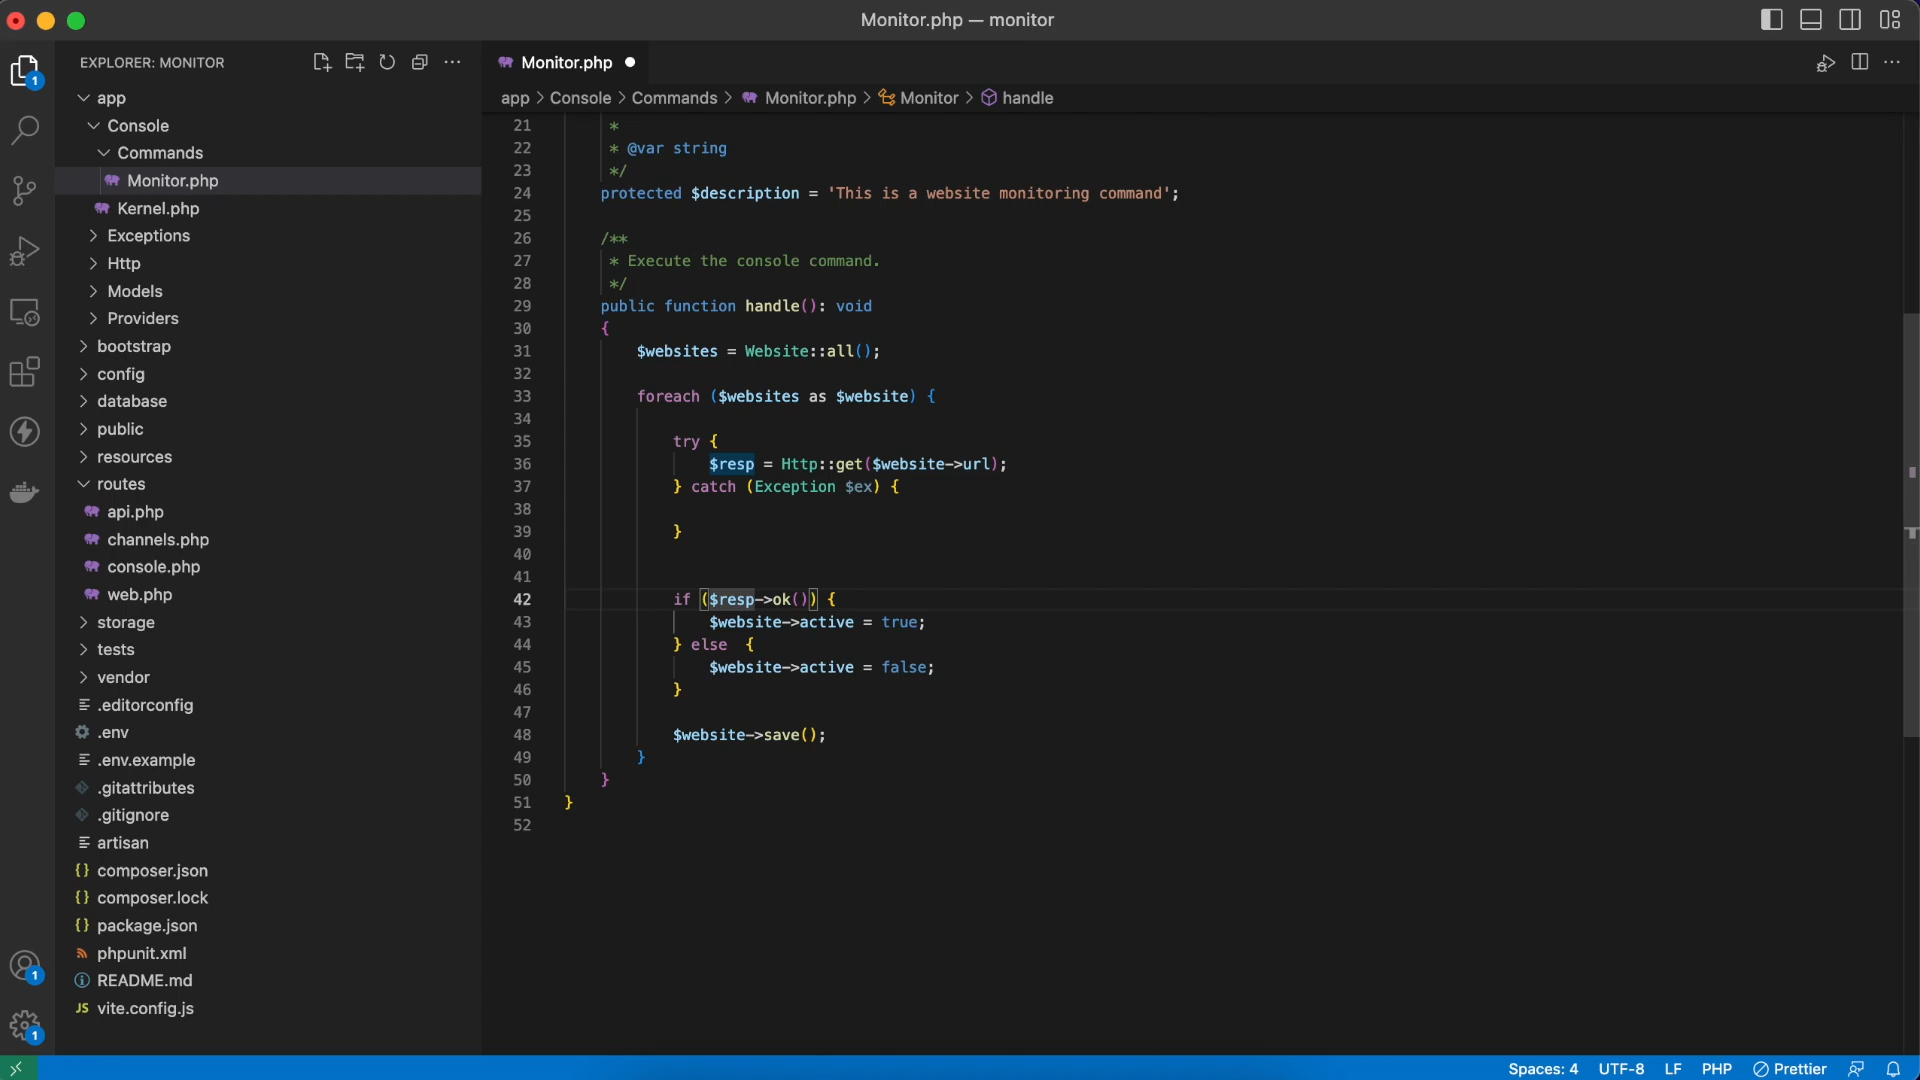 Monitor.php — monitor
EXPLORER: MONITOR
app
Console
Commands
Monitor.php
Kernel.php
Exceptions
Http
Models
Providers
bootstrap
config
database
public
resources
routes
api.php
channels.php
console.php
web.php
storage
tests
vendor
.editorconfig
.env
.env.example
.gitattributes
.gitignore
artisan
{} composer.json
{} composer.lock
{} package.json
phpunit.xml
README.md
JS vite.config.js
1
1
1
Monitor.php
app > Console > Commands > Monitor.php > Monitor > handle
21 *
22 * @var string
23 */
24 protected $description = 'This is a website monitoring command';
25
26 /**
27 * Execute the console command.
28 */
29 public function handle(): void
30 {
31 $websites = Website::all();
32
33 foreach ($websites as $website) {
34
35 try {
36 $resp = Http::get($website->url);
37 } catch (Exception $ex) {
38
39 }
40
41
42 if ($resp->ok()) {
43 $website->active = true;
44 } else  {
45 $website->active = false;
46 }
47
48 $website->save();
49 }
50 }
51 }
52
Spaces: 4 UTF-8 LF PHP Prettier